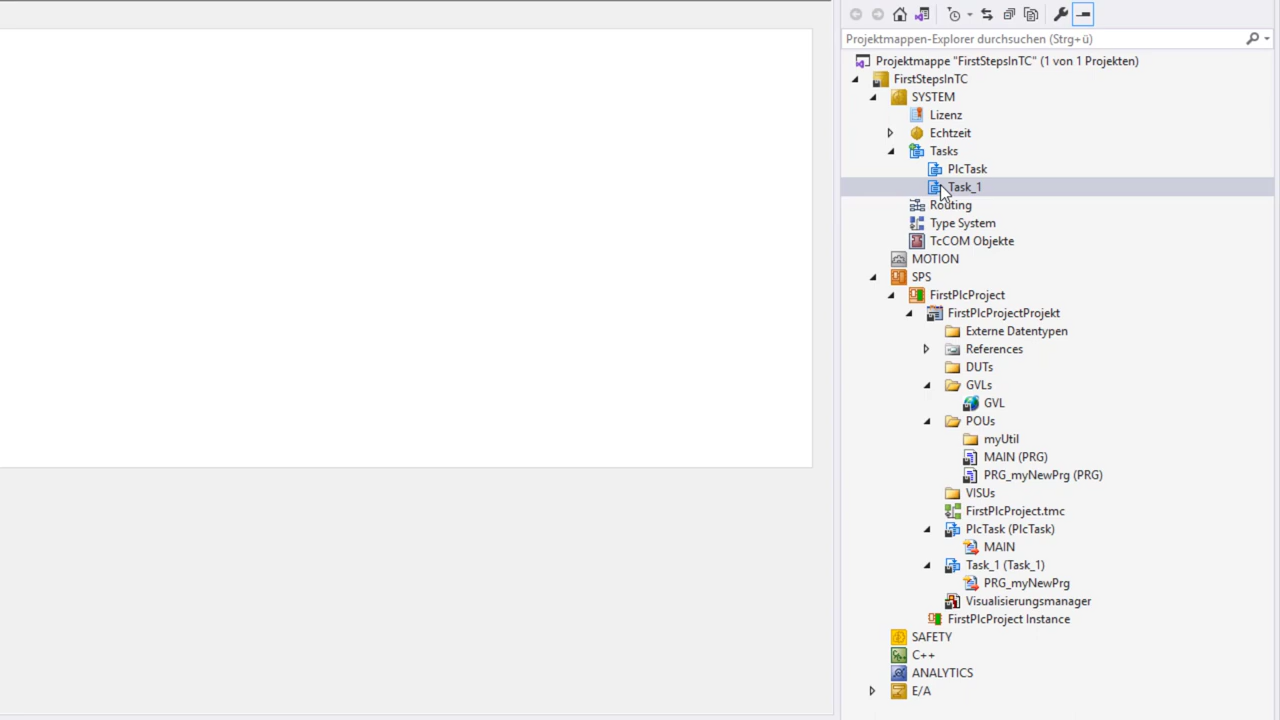 Projektmappen-Explorer durchsuchen (Strg+ü)
Projektmappe "FirstStepsInTC" (1 von 1 Projekten)
FirstStepsInTC
SYSTEM
Lizenz
Echtzeit
Tasks
PlcTask
Task_1
Routing
Type System
TcCOM Objekte
MOTION
SPS
FirstPlcProject
FirstPlcProjectProjekt
Externe Datentypen
References
DUTs
GVLs
GVL
POUs
myUtil
MAIN (PRG)
PRG_myNewPrg (PRG)
VISUs
FirstPlcProject.tmc
PlcTask (PlcTask)
MAIN
Task_1 (Task_1)
PRG_myNewPrg
Visualisierungsmanager
FirstPlcProject Instance
SAFETY
C++
ANALYTICS
E/A